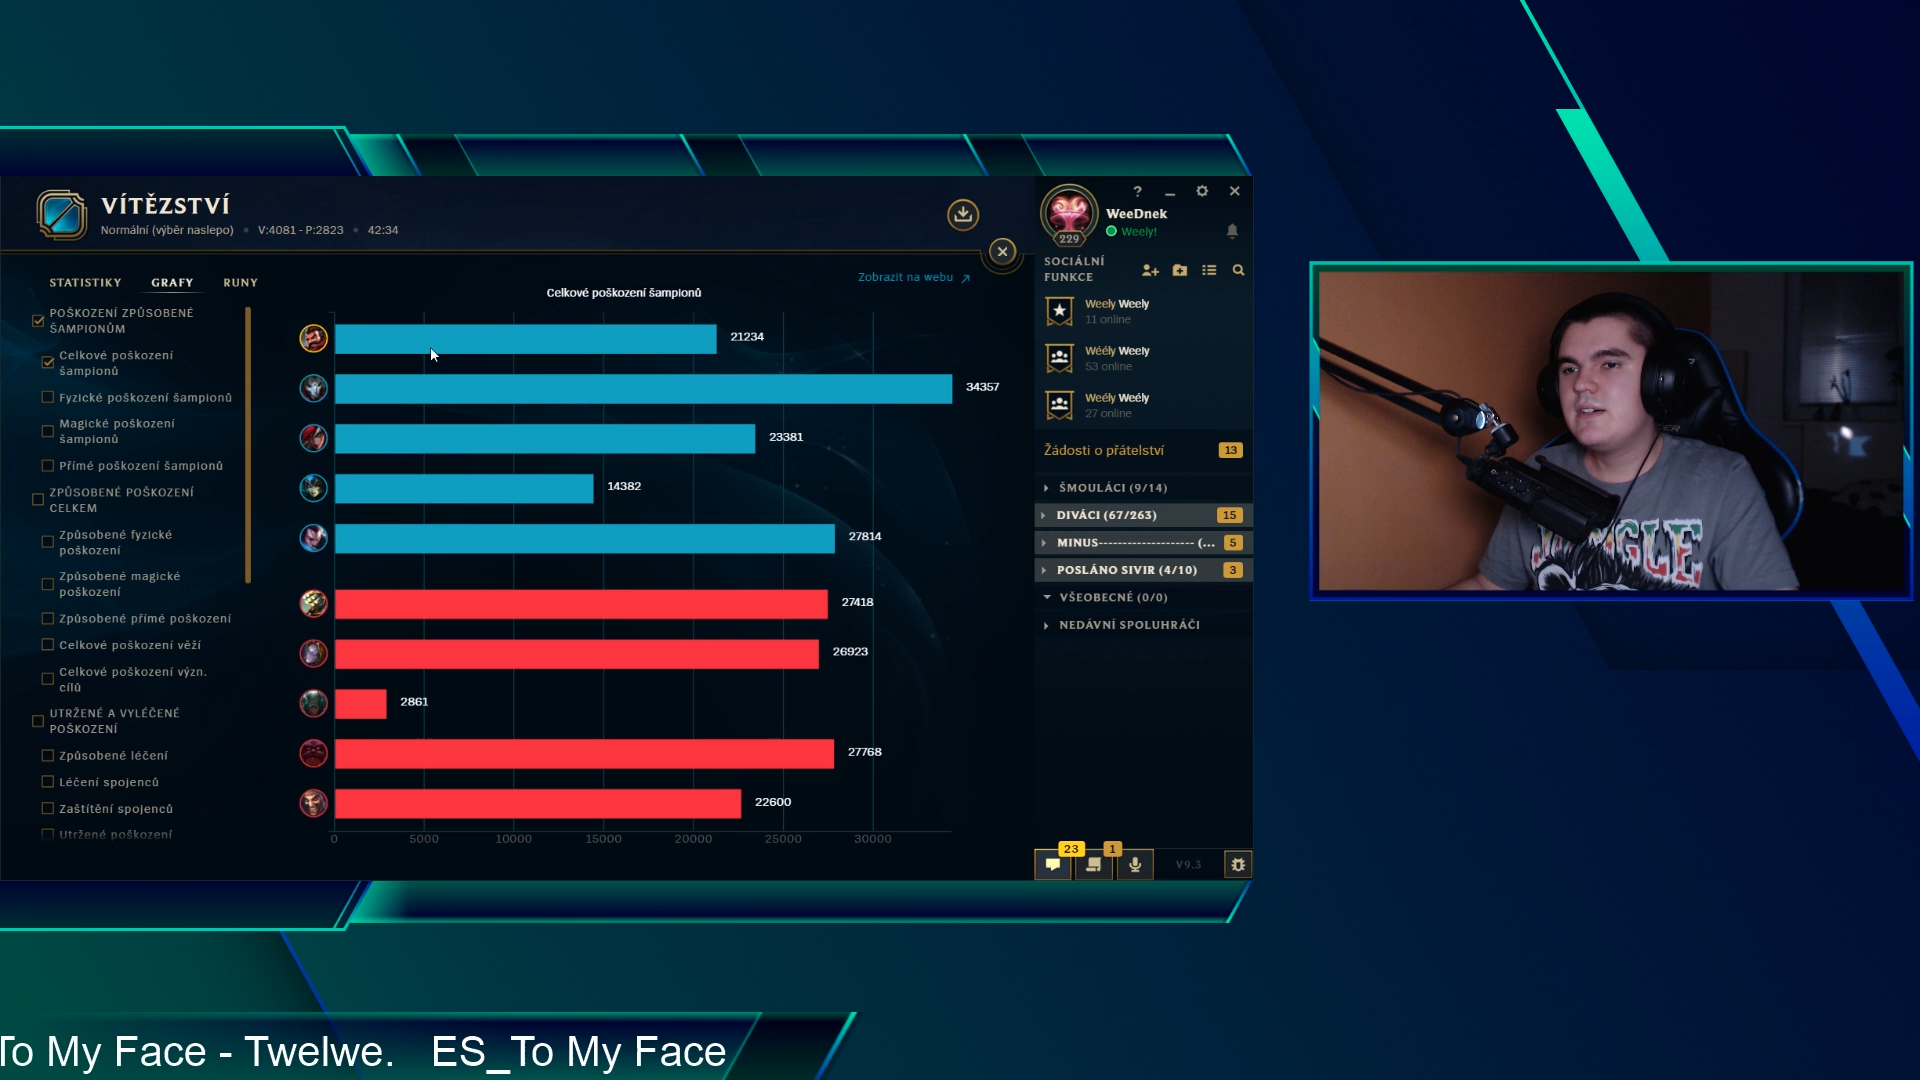 VÍTĚZSTVÍ
Normální (výběr naslepo) • V:4081 - P:2823 • 42:34
STATISTIKY GRAFY RUNY
Zobrazit na webu
POŠKOZENÍ ZPŮSOBENÉ
ŠAMPIONŮM
Celkové poškození
šampionů
Fyzické poškození šampionů
Magické poškození
šampionů
Přímé poškození šampionů
ZPŮSOBENÉ POŠKOZENÍ
CELKEM
Způsobené fyzické
poškození
Způsobené magické
poškození
Způsobené přímé poškození
Celkové poškození věží
Celkové poškození význ.
cílů
UTRŽENÉ A VYLÉČENÉ
POŠKOZENÍ
Způsobené léčení
Léčení spojenců
Zaštítění spojenců
Utržené poškození
Celkové poškození šampionů
21234
34357
23381
14382
27814
27418
26923
2861
27768
22600
0 5000 10000 15000 20000 25000 30000
?
WeeDnek
Weely!
229
SOCIÁLNÍ
FUNKCE
Weely Weely
11 online
Wéély Weely
53 online
Weély Weély
27 online
Žádosti o přátelství 13
ŠMOULÁCI (9/14)
DIVÁCI (67/263) 15
MINUS-------------------- (... 5
POSLÁNO SIVIR (4/10) 3
VŠEOBECNÉ (0/0)
NEDÁVNÍ SPOLUHRÁČI
23 1
V9.3
JUNGLE
To My Face - Twelwe. ES_To My Face